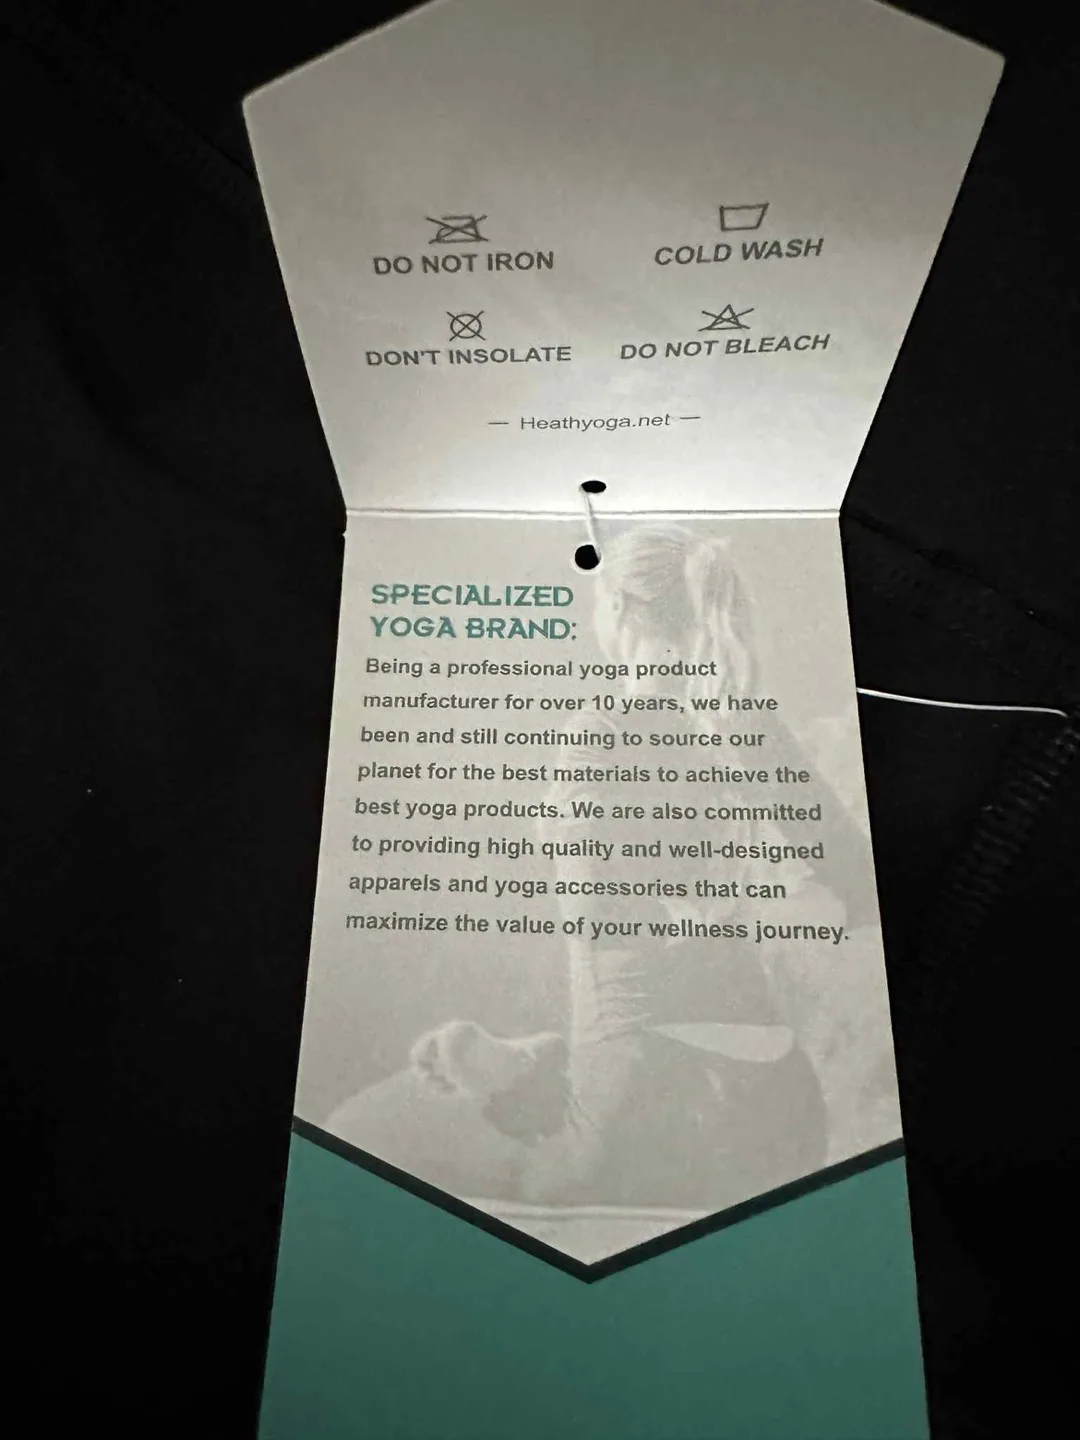 DO NOT IRON
COLD WASH
DON'T INSOLATE
DO NOT BLEACH
— Heathyoga.net —
SPECIALIZED
YOGA BRAND:
Being a professional yoga product
manufacturer for over 10 years, we have
been and still continuing to source our
planet for the best materials to achieve the
best yoga products. We are also committed
to providing high quality and well-designed
apparels and yoga accessories that can
maximize the value of your wellness journey.